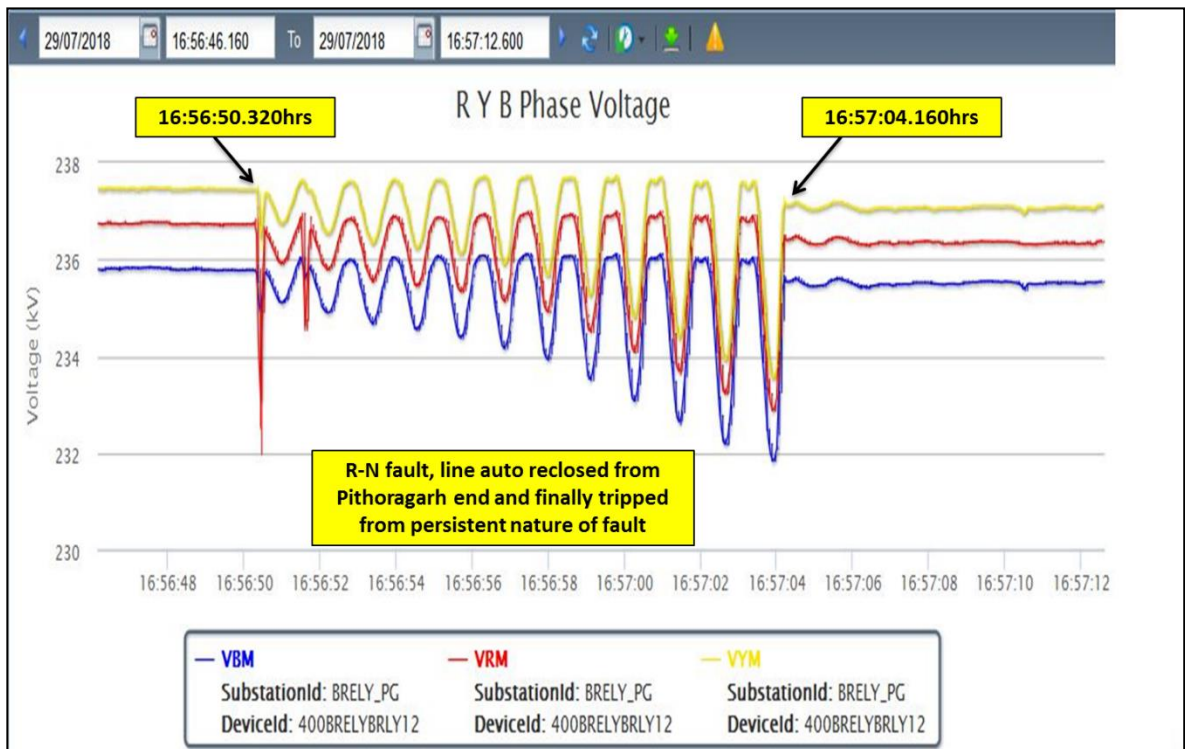 29/07/2018 16:56:46.160 To 29/07/2018 16:57:12.600
R Y B Phase Voltage
16:56:50.320hrs
16:57:04.160hrs
Voltage (kV)
238
236
234
232
230
R-N fault, line auto reclosed from
Pithoragarh end and finally tripped
from persistent nature of fault
16:56:48 16:56:50 16:56:52 16:56:54 16:56:56 16:56:58 16:57:00 16:57:02 16:57:04 16:57:06 16:57:08 16:57:10 16:57:12
VBM VRM VYM
SubstationId: BRELY_PG SubstationId: BRELY_PG SubstationId: BRELY_PG
DeviceId: 400BRELYBRLY12 DeviceId: 400BRELYBRLY12 DeviceId: 400BRELYBRLY12